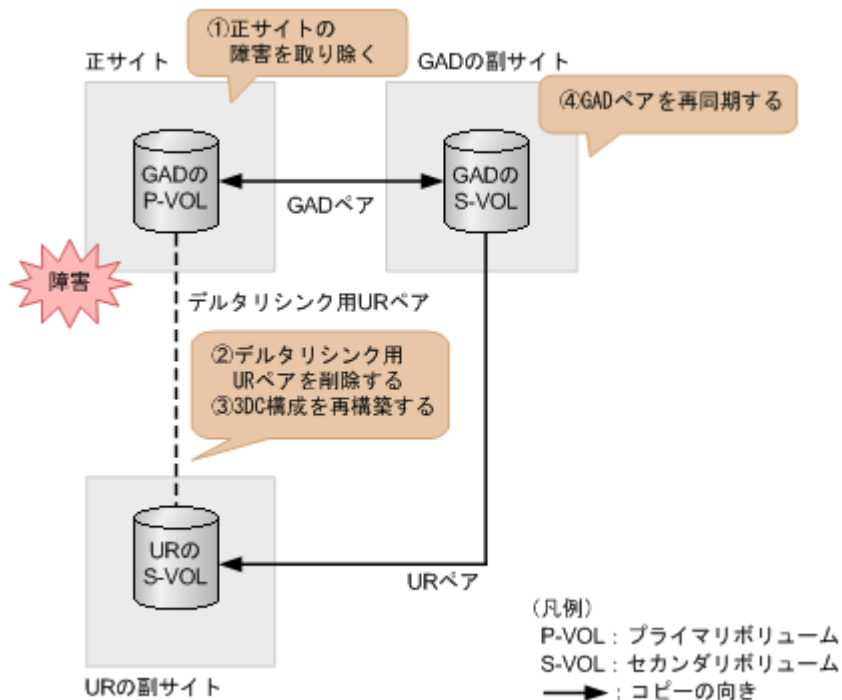 ①正サイトの
障害を取り除く
正サイト
GADの副サイト
④GADペアを再同期する
GADの
P-VOL
GADの
S-VOL
GADペア
障害
デルタリシンク用URペア
②デルタリシンク用
URペアを削除する
③3DC構成を再構築する
URの
S-VOL
URペア
URの副サイト
(凡例)
P-VOL : プライマリボリューム
S-VOL : セカンダリボリューム
: コピーの向き